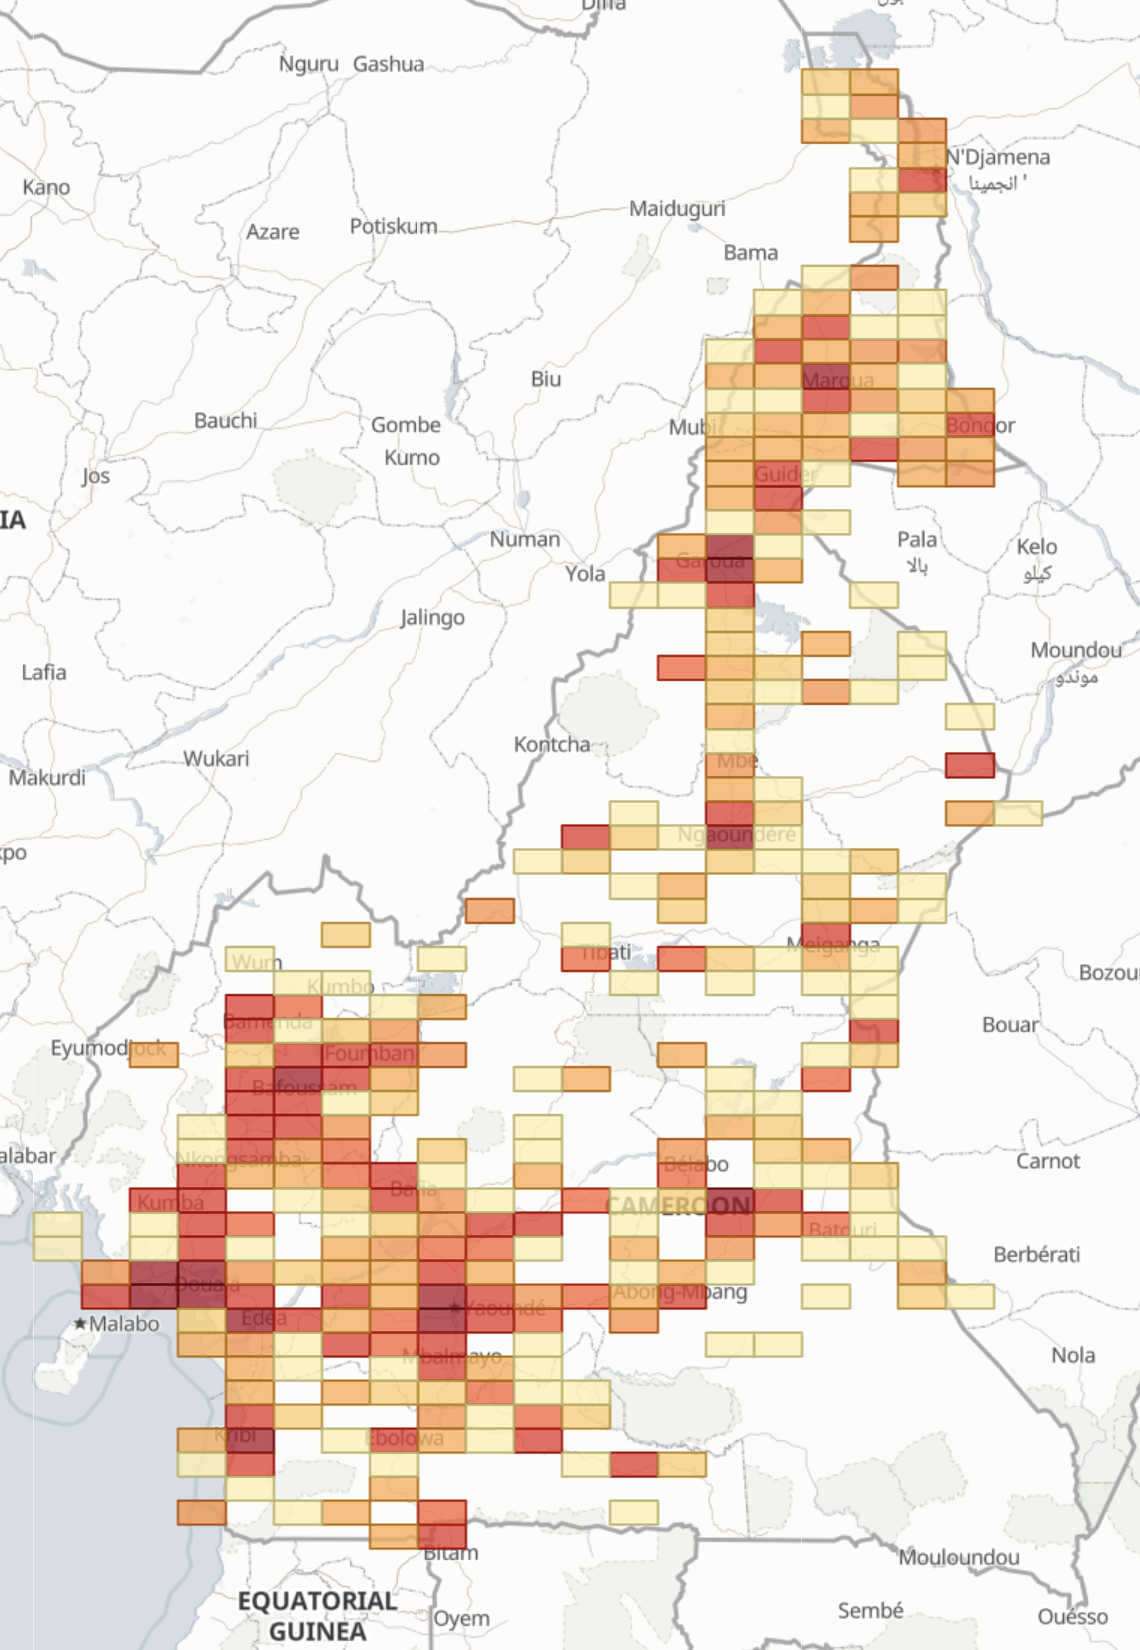 Diffa
بول
Nguru Gashua
N'Djamena
انجمينا '
Kano
Maiduguri
Azare
Potiskum
Bama
Biu
Maroua
Bauchi
Gombe
Mubi
Bongor
Kumo
Jos
Guider
IA
Numan
Pala
بالا
Kelo
كيلو
Garoua
Yola
Jalingo
Moundou
موندو
Lafia
Kontcha
Wukari
Mbe
Makurdi
Ngaoundéré
kpo
Meiganga
Tibati
Wum
Bozou
Kumbo
Bamenda
Bouar
Eyumodjock
Foumban
Bafoussam
alabar
Nkongsamba
Bélabo
Carnot
Bafia
Kumba
CAMEROON
Batouri
Berbérati
Douala
Abong-Mbang
Yaoundé
Edéa
Malabo
Mbalmayo
Nola
Kribi
Ebolowa
Bitam
Mouloundou
EQUATORIAL
GUINEA
Oyem
Sembé
Ouésso